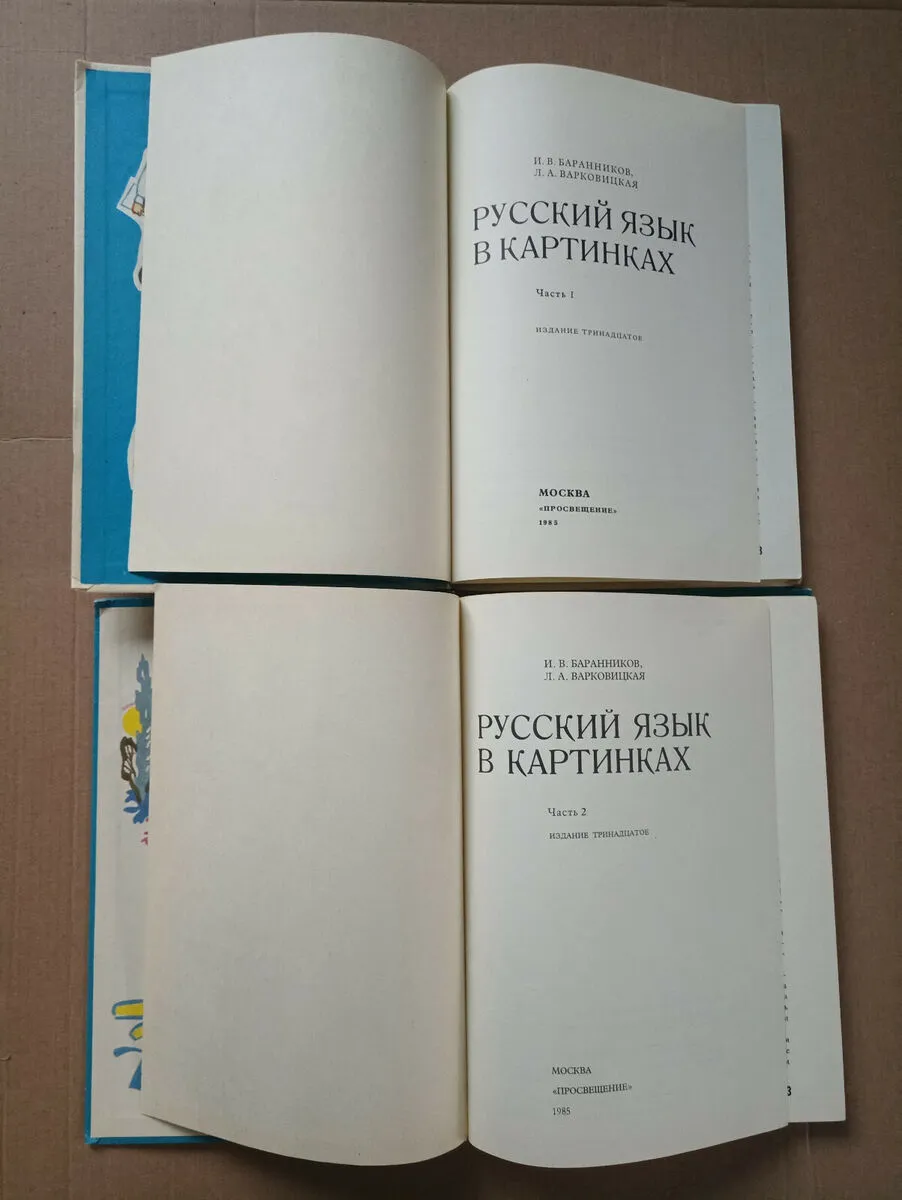 И. В. БАРАННИКОВ,
Л. А. ВАРКОВИЦКАЯ
РУССКИЙ ЯЗЫК
В КАРТИНКАХ
Часть 1
ИЗДАНИЕ ТРИНАДЦАТОЕ
МОСКВА
«ПРОСВЕЩЕНИЕ»
1985
И. В. БАРАННИКОВ,
Л. А. ВАРКОВИЦКАЯ
РУССКИЙ ЯЗЫК
В КАРТИНКАХ
Часть 2
ИЗДАНИЕ ТРИНАДЦАТОЕ
МОСКВА
«ПРОСВЕЩЕНИЕ»
1985